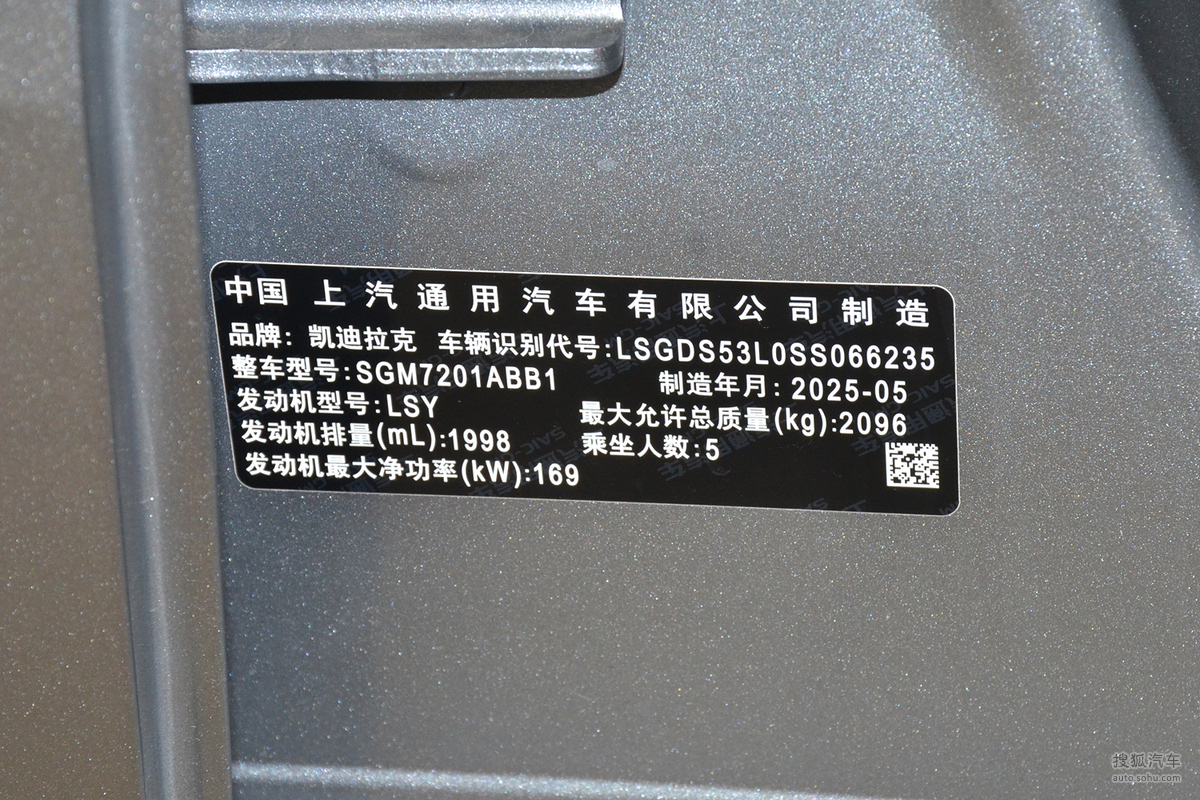 中国 上汽通用汽车有限公司制造
品牌: 凯迪拉克 车辆识别代号:LSGDS53L0SS066235
整车型号:SGM7201ABB1 制造年月: 2025-05
发动机型号:LSY 最大允许总质量(kg):2096
发动机排量(mL):1998 乘坐人数:5
发动机最大净功率(kW):169
搜狐汽车
auto.sohu.com